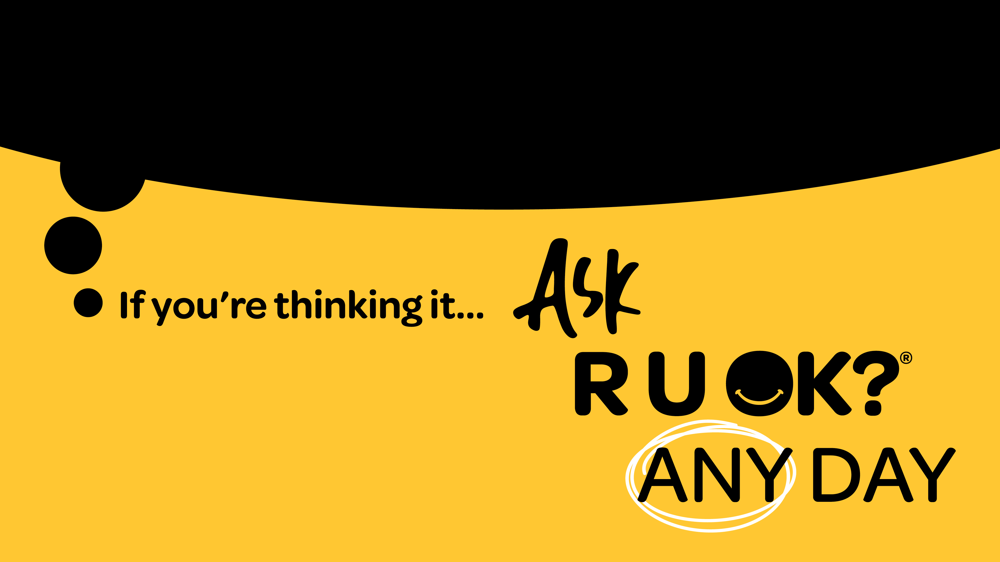 If you’re thinking it...
Ask
R U OK?®
ANY DAY